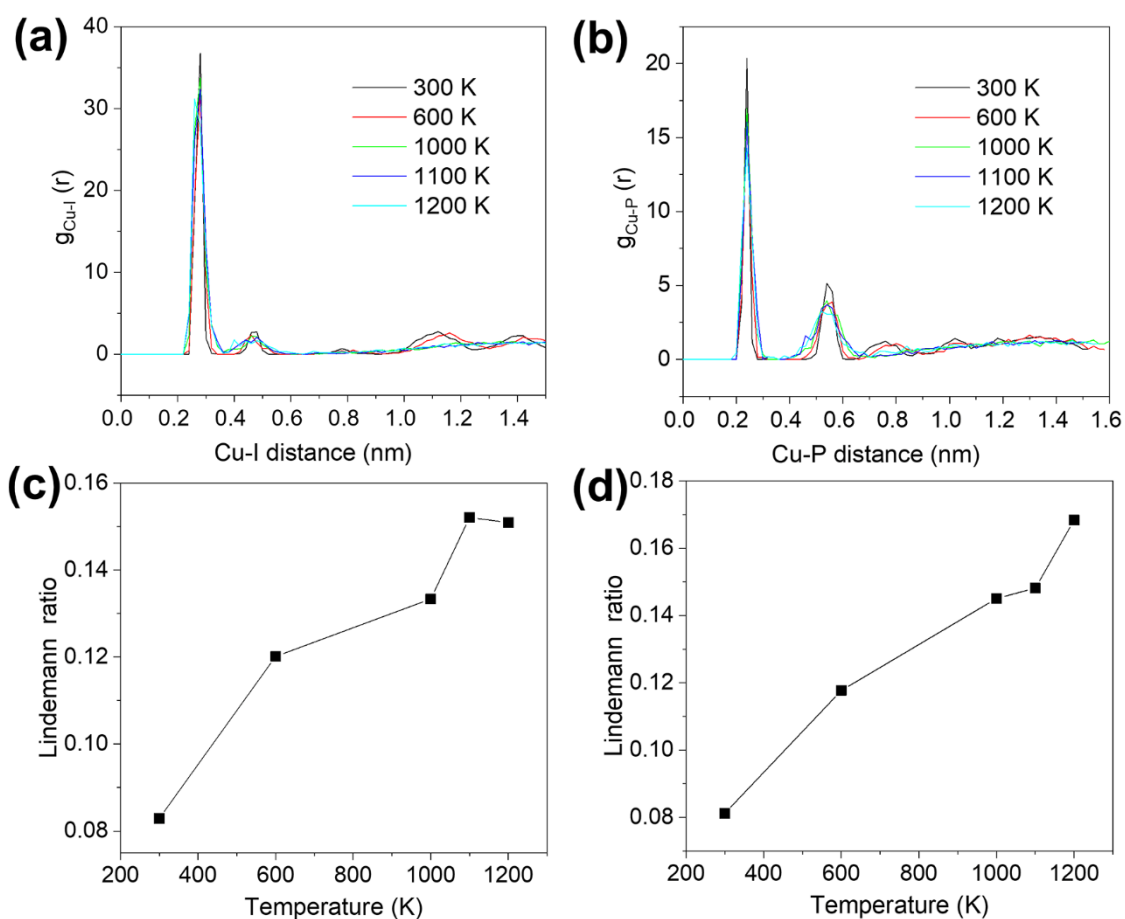 (a)
40
30
20
10
0
g_Cu-I (r)
300 K
600 K
1000 K
1100 K
1200 K
0.0 0.2 0.4 0.6 0.8 1.0 1.2 1.4
Cu-I distance (nm)
(b)
20
15
10
5
0
g_Cu-P (r)
300 K
600 K
1000 K
1100 K
1200 K
0.0 0.2 0.4 0.6 0.8 1.0 1.2 1.4 1.6
Cu-P distance (nm)
(c)
0.16
0.14
0.12
0.10
0.08
Lindemann ratio
200 400 600 800 1000 1200
Temperature (K)
(d)
0.18
0.16
0.14
0.12
0.10
0.08
Lindemann ratio
200 400 600 800 1000 1200
Temperature (K)